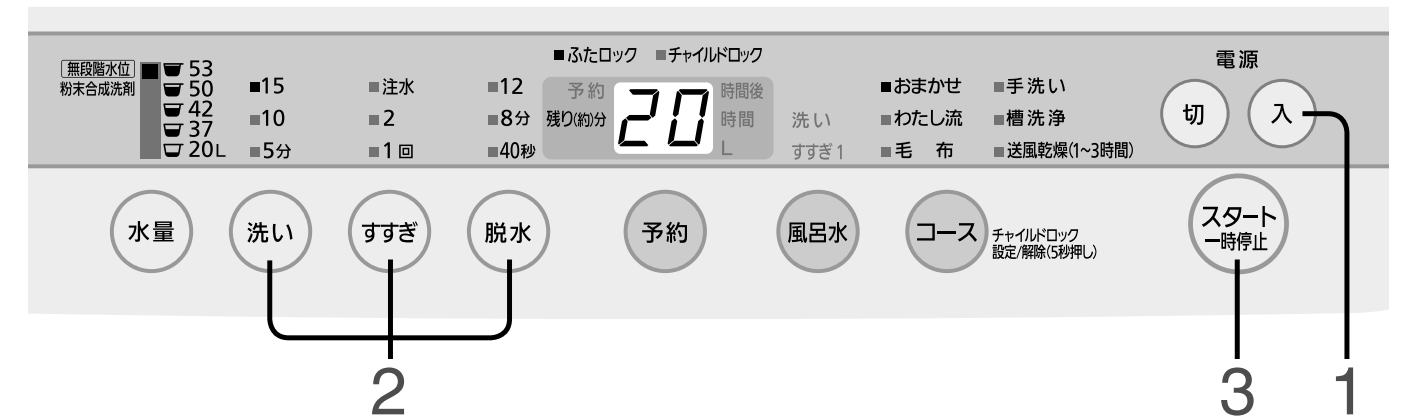 無段階水位
粉末合成洗剤
53
50
42
37
20L
15
10
5分
注水
2
1回
12
8分
40秒
ふたロック チャイルドロック
予約
残り(約)分
20
時間後
時間
L
洗い
すすぎ1
おまかせ
わたし流
毛 布
手洗い
槽洗浄
送風乾燥(1~3時間)
電源
切 入
水量
洗い
すすぎ
脱水
予約
風呂水
コース
チャイルドロック
設定/解除(5秒押し)
スタート
一時停止
2
3
1